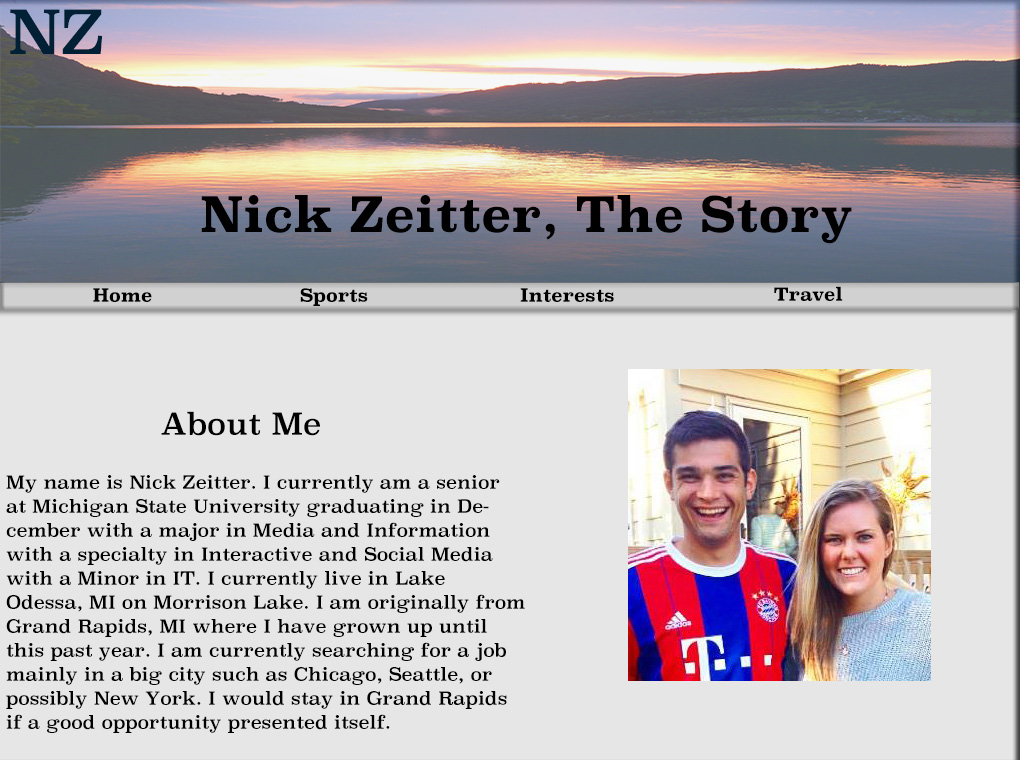 NZ
Nick Zeitter, The Story
Home Sports Interests Travel
About Me
My name is Nick Zeitter. I currently am a senior
at Michigan State University graduating in De-
cember with a major in Media and Information
with a specialty in Interactive and Social Media
with a Minor in IT. I currently live in Lake
Odessa, MI on Morrison Lake. I am originally from
Grand Rapids, MI where I have grown up until
this past year. I am currently searching for a job
mainly in a big city such as Chicago, Seattle, or
possibly New York. I would stay in Grand Rapids
if a good opportunity presented itself.
adidas
T